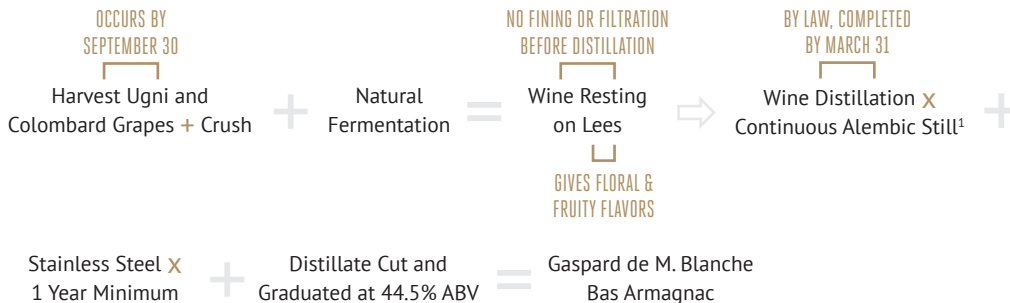 OCCURS BY
SEPTEMBER 30
NO FINING OR FILTRATION
BEFORE DISTILLATION
BY LAW, COMPLETED
BY MARCH 31
Harvest Ugni and
Colombard Grapes + Crush
+
Natural
Fermentation
=
Wine Resting
on Lees
⇨
Wine Distillation x
Continuous Alembic Still¹
+
GIVES FLORAL &
FRUITY FLAVORS
Stainless Steel x
1 Year Minimum
+
Distillate Cut and
Graduated at 44.5% ABV
=
Gaspard de M. Blanche
Bas Armagnac